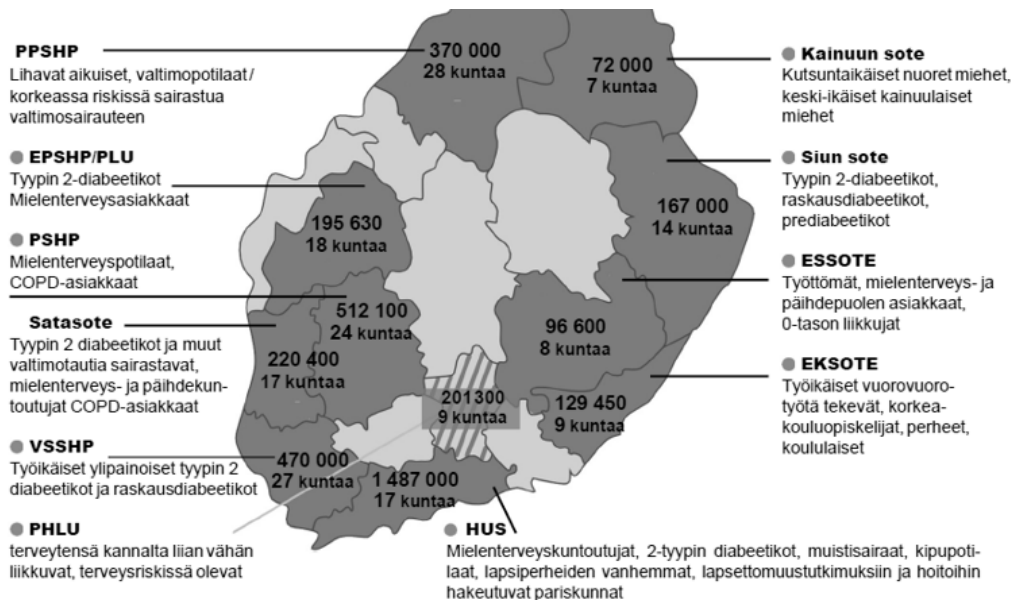 PPSHP
Lihavat aikuiset, valtimopotilaat /
korkeassa riskissä sairastua
valtimosairauteen
EPSHP/PLU
Tyypin 2-diabeetikot
Mielenterveysasiakkaat
PSHP
Mielenterveyspotilaat,
COPD-asiakkaat
Satasote
Tyypin 2 diabeetikot ja muut
valtimotautia sairastavat,
mielenterveys- ja päihdekun-
toutujat COPD-asiakkaat
VSSHP
Työikäiset ylipainoiset tyypin 2
diabeetikot ja raskausdiabeetikot
PHLU
terveytensä kannalta liian vähän
liikkuvat, terveysriskissä olevat
370 000
28 kuntaa
72 000
7 kuntaa
195 630
18 kuntaa
167 000
14 kuntaa
512 100
24 kuntaa
96 600
8 kuntaa
220 400
17 kuntaa
201300
9 kuntaa
129 450
9 kuntaa
470 000
27 kuntaa
1 487 000
17 kuntaa
Kainuun sote
Kutsuntaikäiset nuoret miehet,
keski-ikäiset kainuulaiset
miehet
Siun sote
Tyypin 2-diabeetikot,
raskausdiabeetikot,
prediabeetikot
ESSOTE
Työttömät, mielenterveys- ja
päihdepuolen asiakkaat,
0-tason liikkujat
EKSOTE
Työikäiset vuorovuoro-
työtä tekevät, korkea-
kouluopiskelijat, perheet,
koululaiset
HUS
Mielenterveyskuntoutujat, 2-tyypin diabeetikot, muistisairaat, kipupoti-
laat, lapsiperheiden vanhemmat, lapsettomuustutkimuksiin ja hoitoihin
hakeutuvat pariskunnat